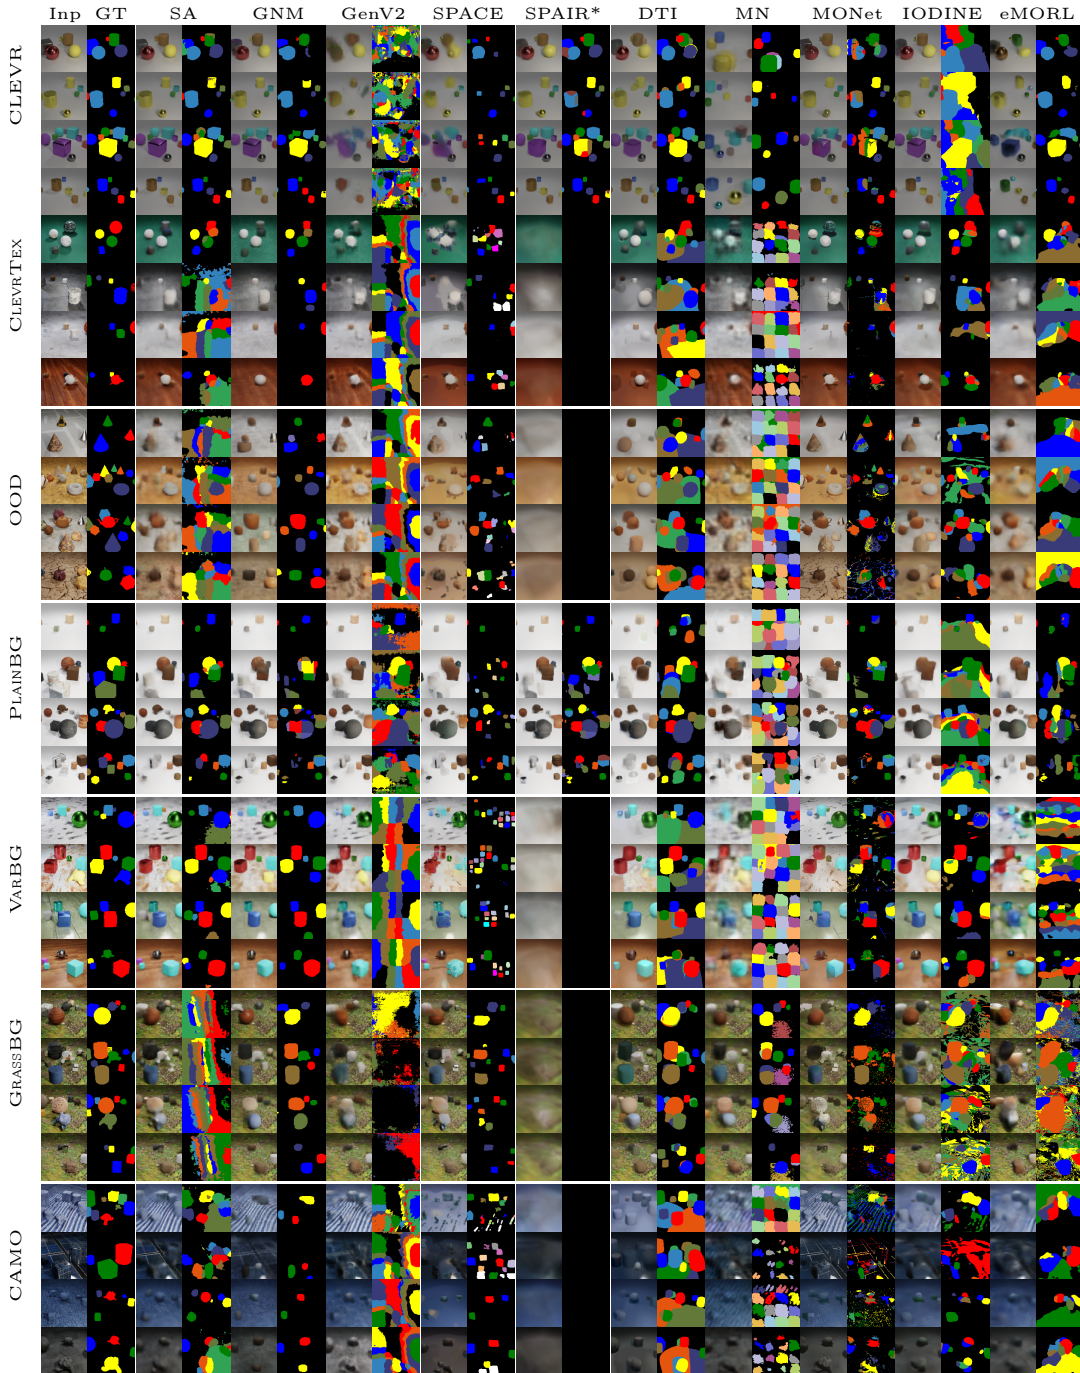 Inp GT SA GNM GenV2 SPACE SPAIR* DTI MN MONet IODINE eMORL
CLEVR
CLEVRTEX
OOD
PLAINBG
VARBG
GRASSBG
CAMO